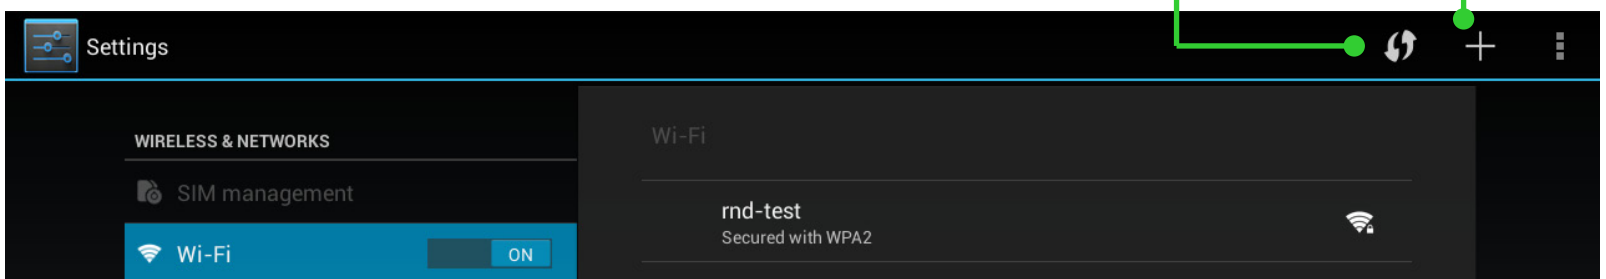 Settings
WIRELESS & NETWORKS
SIM management
Wi-Fi
ON
Wi-Fi
rnd-test
Secured with WPA2